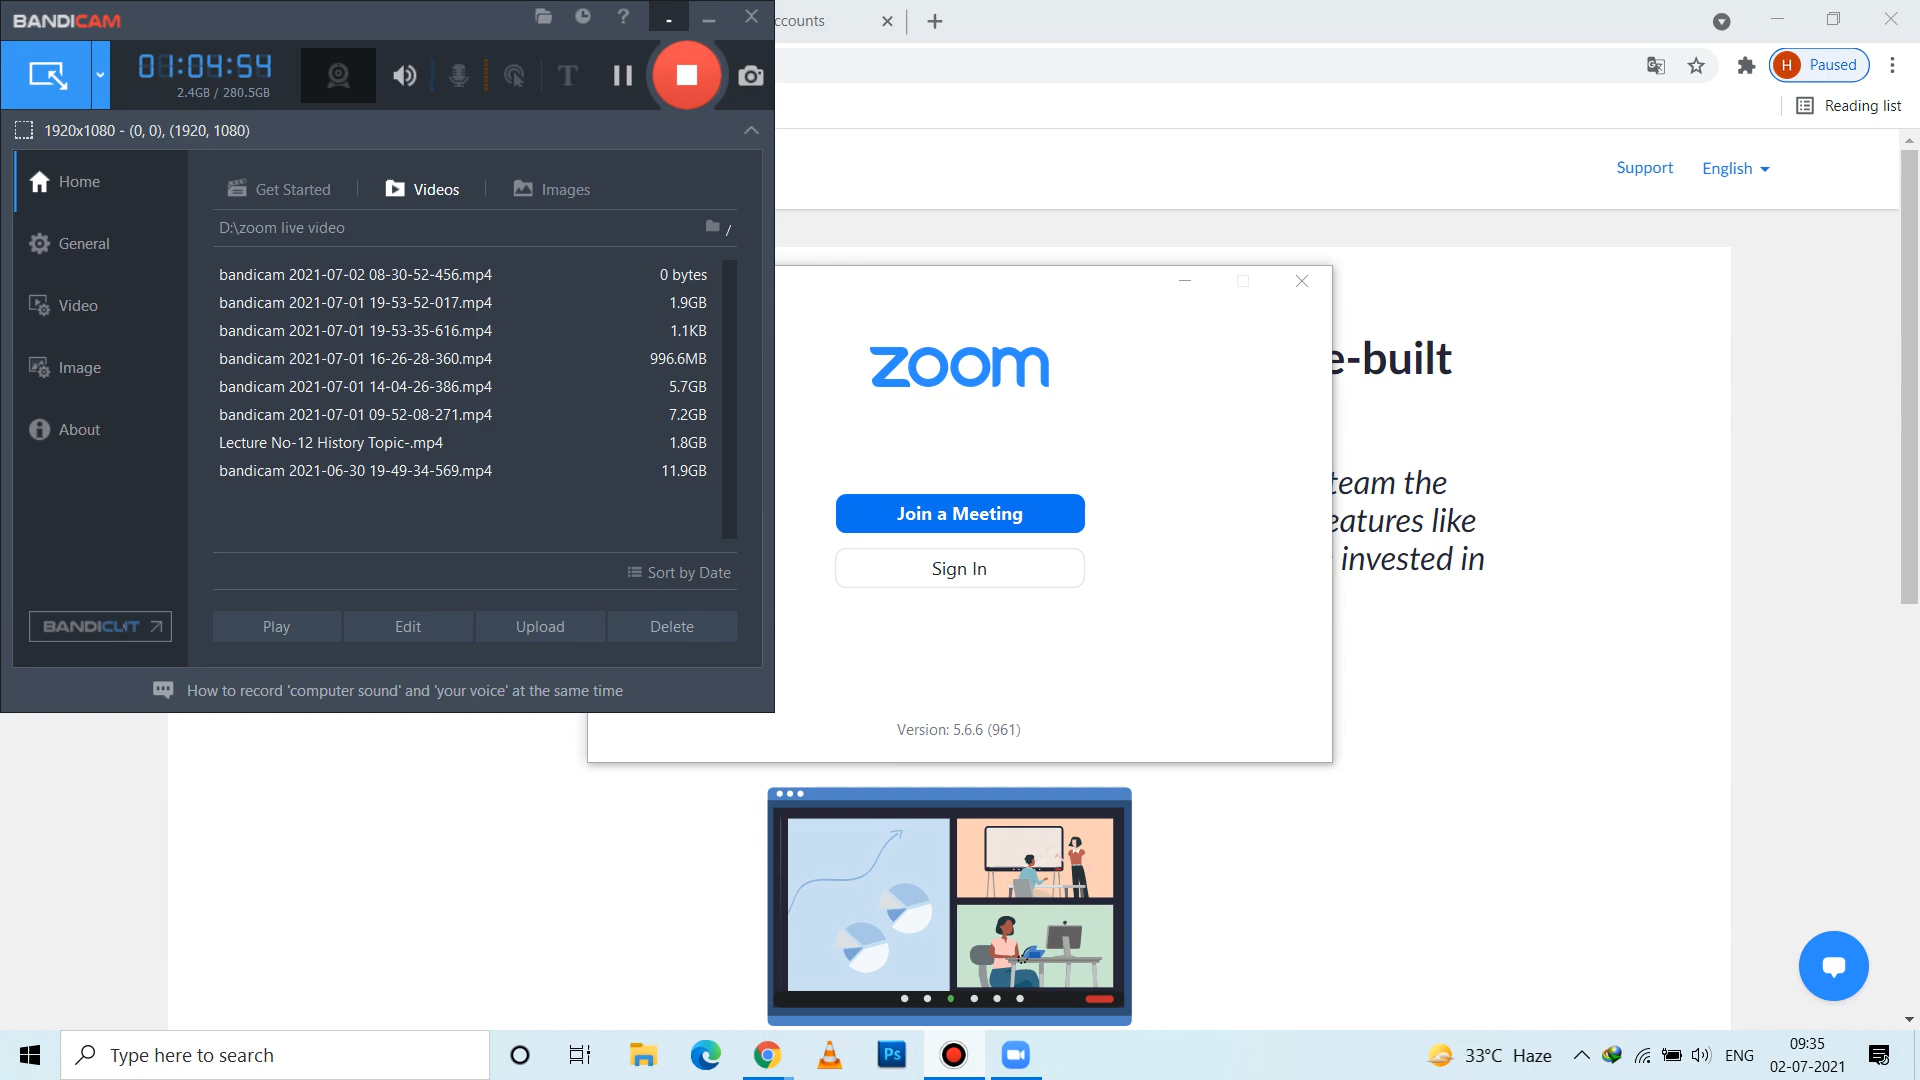 BANDICAM
01:04:54
2.4GB / 280.5GB
1920x1080 - (0, 0), (1920, 1080)
Home
General
Video
Image
About
BANDICUT
Get Started
Videos
Images
D:\zoom live video
bandicam 2021-07-02 08-30-52-456.mp4 0 bytes
bandicam 2021-07-01 19-53-52-017.mp4 1.9GB
bandicam 2021-07-01 19-53-35-616.mp4 1.1KB
bandicam 2021-07-01 16-26-28-360.mp4 996.6MB
bandicam 2021-07-01 14-04-26-386.mp4 5.7GB
bandicam 2021-07-01 09-52-08-271.mp4 7.2GB
Lecture No-12 History Topic-.mp4 1.8GB
bandicam 2021-06-30 19-49-34-569.mp4 11.9GB
Sort by Date
Play Edit Upload Delete
How to record 'computer sound' and 'your voice' at the same time
ccounts
H Paused
Reading list
Support English
zoom
Join a Meeting
Sign In
Version: 5.6.6 (961)
e-built
team the
eatures like
invested in
Type here to search
Ps
33°C Haze
ENG
09:35
02-07-2021